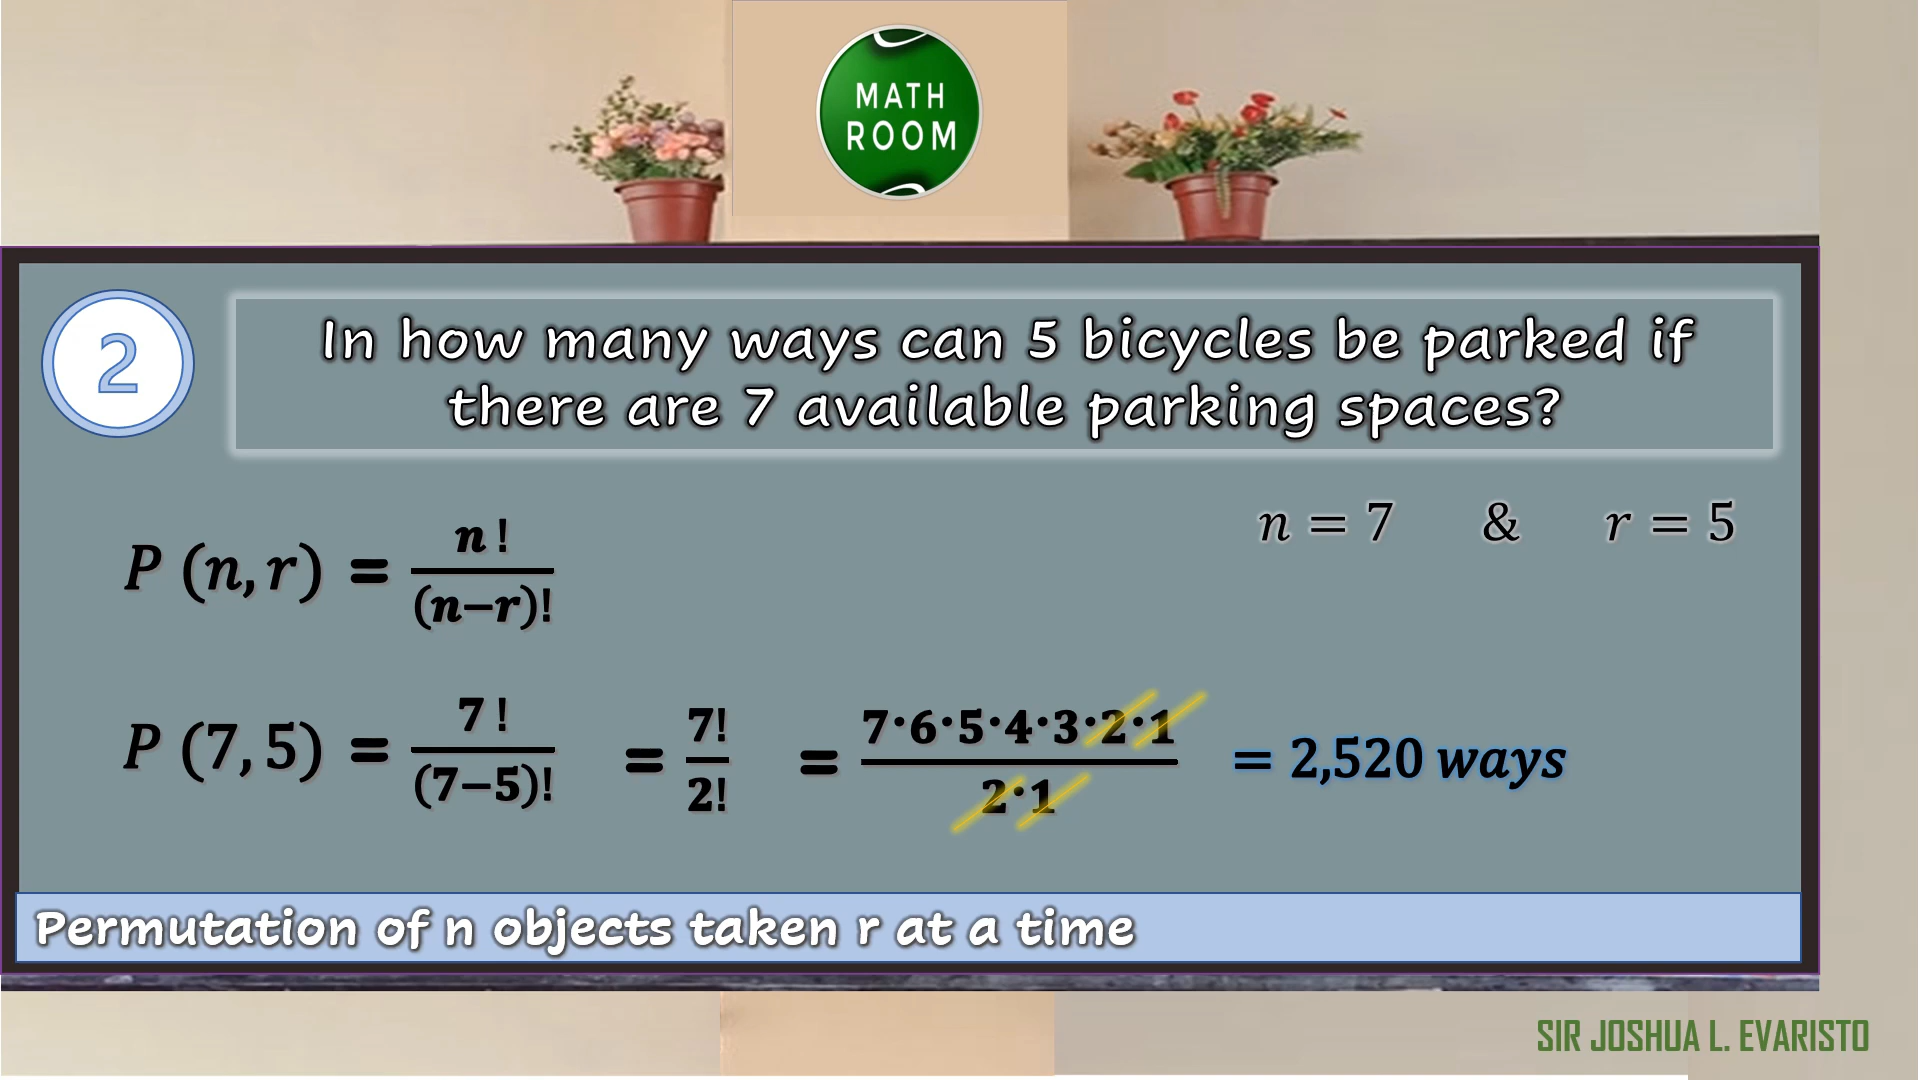 MATH
ROOM
2
In how many ways can 5 bicycles be parked if
there are 7 available parking spaces?
n = 7 & r = 5
P (n, r) = n ! / (n−r)!
P (7, 5) = 7 ! / (7−5)! = 7! / 2! = 7·6·5·4·3·2·1 / 2·1 = 2,520 ways
Permutation of n objects taken r at a time
SIR JOSHUA L. EVARISTO